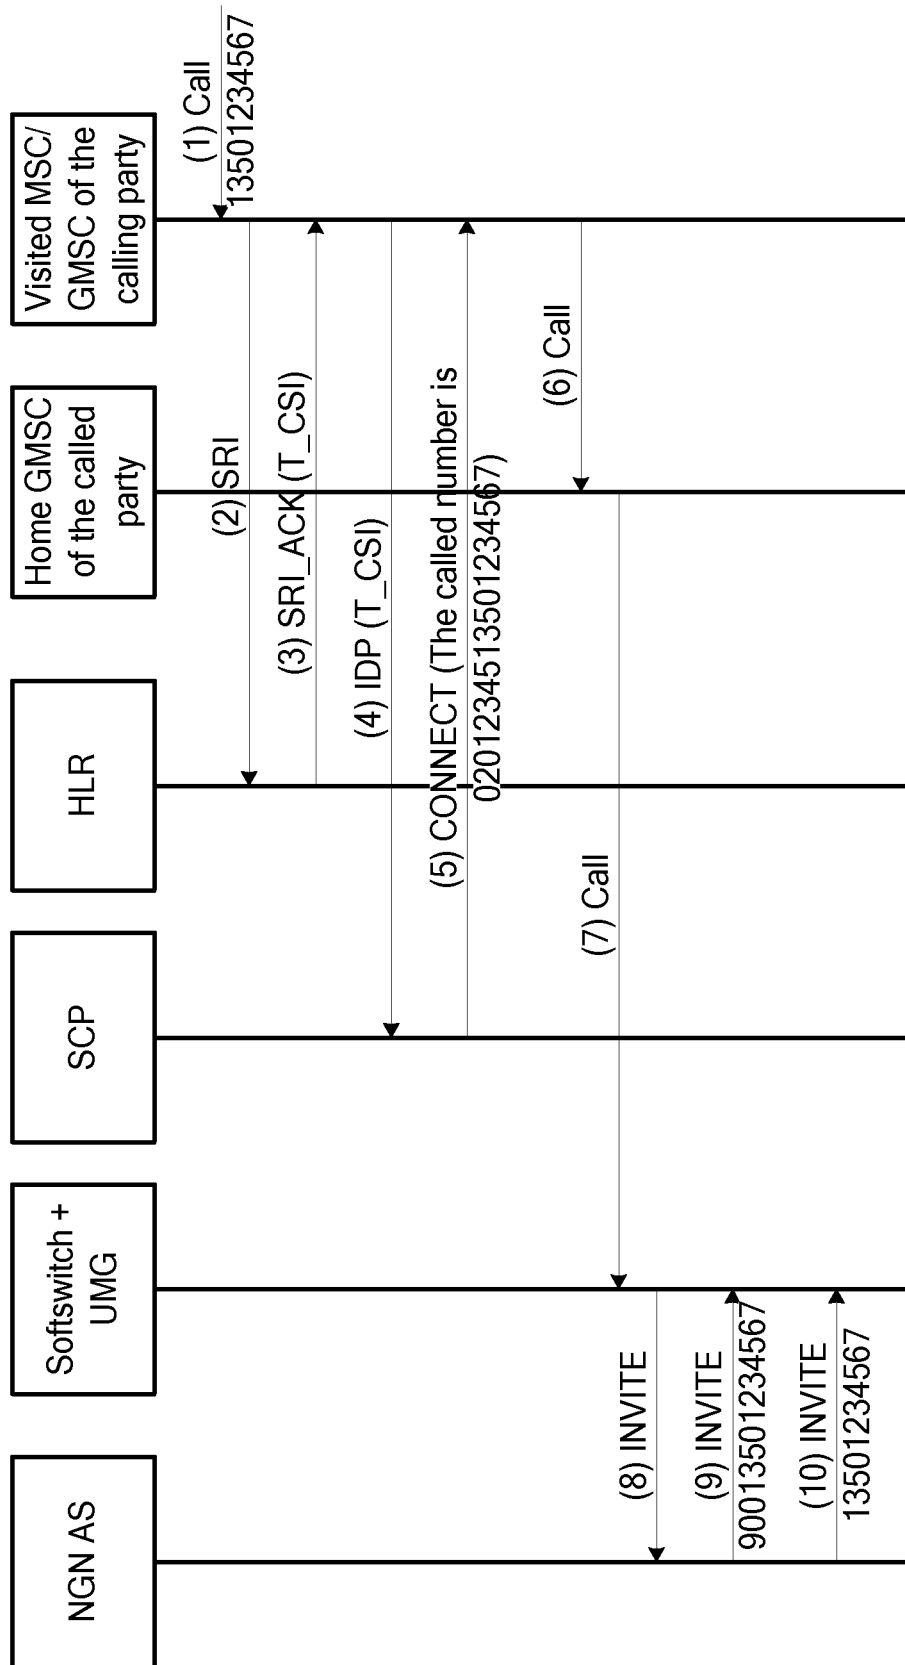 NGN AS
Softswitch +
UMG
SCP
HLR
Home GMSC
of the called
party
Visited MSC/
GMSC of the
calling party
(1) Call
13501234567
(2) SRI
(3) SRI_ACK (T_CSI)
(4) IDP (T_CSI)
(5) CONNECT (The called number is
0201234513501234567)
(6) Call
(7) Call
(8) INVITE
(9) INVITE
90013501234567
(10) INVITE
13501234567